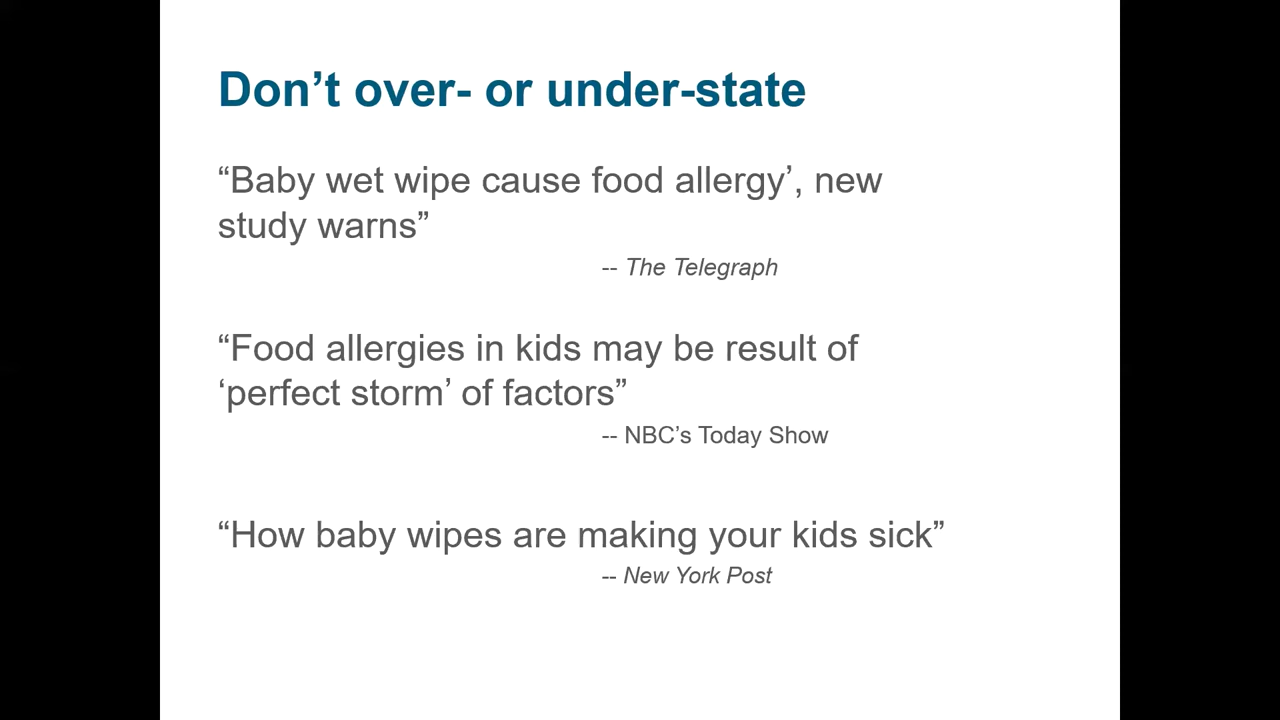 Don’t over- or under-state
“Baby wet wipe cause food allergy’, new
study warns”
-- The Telegraph
“Food allergies in kids may be result of
‘perfect storm’ of factors”
-- NBC’s Today Show
“How baby wipes are making your kids sick”
-- New York Post